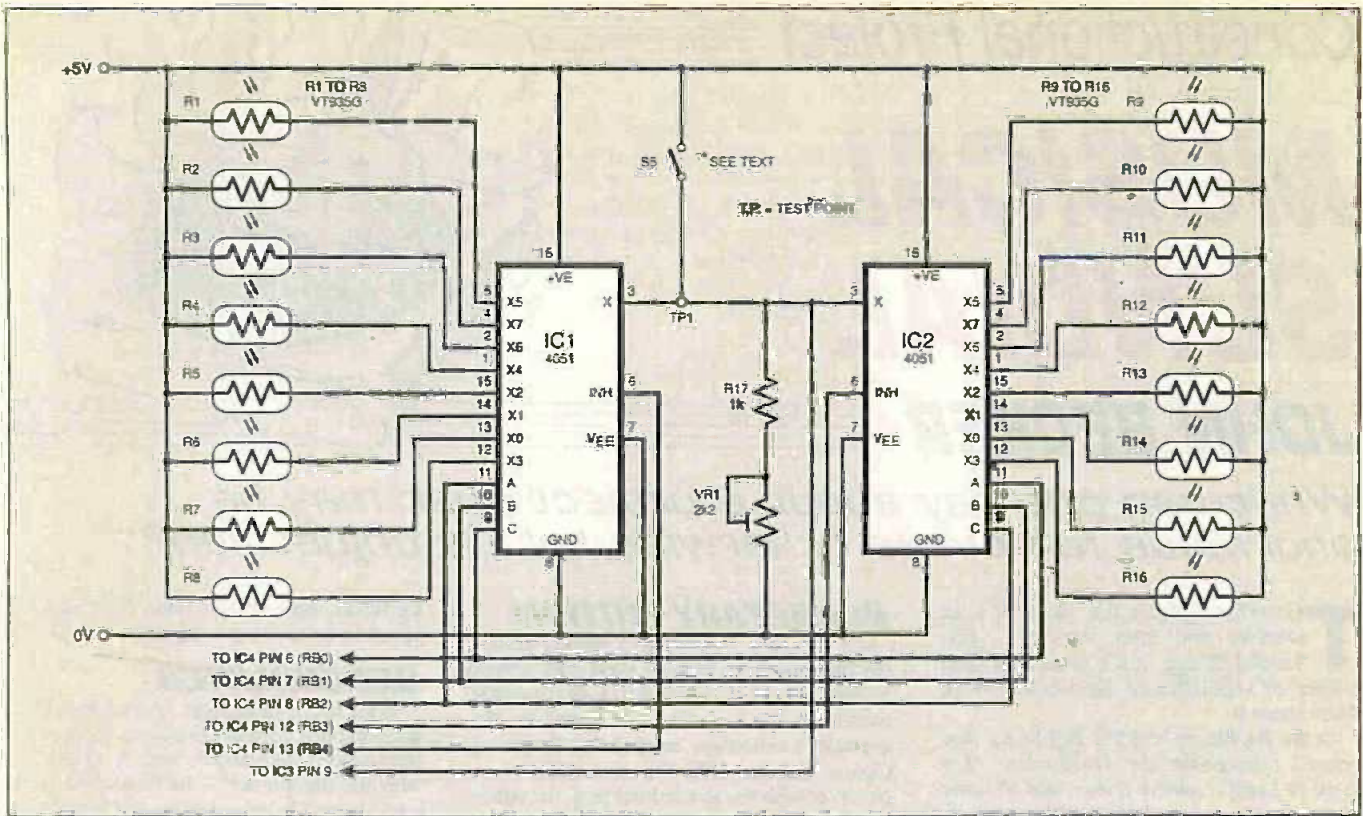 +5V
R1
R1 TO R8
VT935G
R2
R3
R4
R5
R6
R7
R8
S5
* SEE TEXT
T.P. = TEST POINT
R9 TO R16
VT935G
R9
R10
R11
R12
R13
R14
R15
R16
16
+VE
5 X5
4 X7
2 X6
1 X4
15 X2
14 X1
13 X0
12 X3
11 A
10 B
9 C
IC1
4051
X 3
INH 6
VEE 7
GND
8
TP1
R17
1k
VR1
2k2
16
+VE
3 X
6 INH
7 VEE
IC2
4051
X5 5
X7 4
X6 2
X4 1
X2 15
X1 14
X0 13
X3 12
A 11
B 10
C 9
GND
8
0V
TO IC4 PIN 6 (RB0)
TO IC4 PIN 7 (RB1)
TO IC4 PIN 8 (RB2)
TO IC4 PIN 12 (RB3)
TO IC4 PIN 13 (RB4)
TO IC3 PIN 9